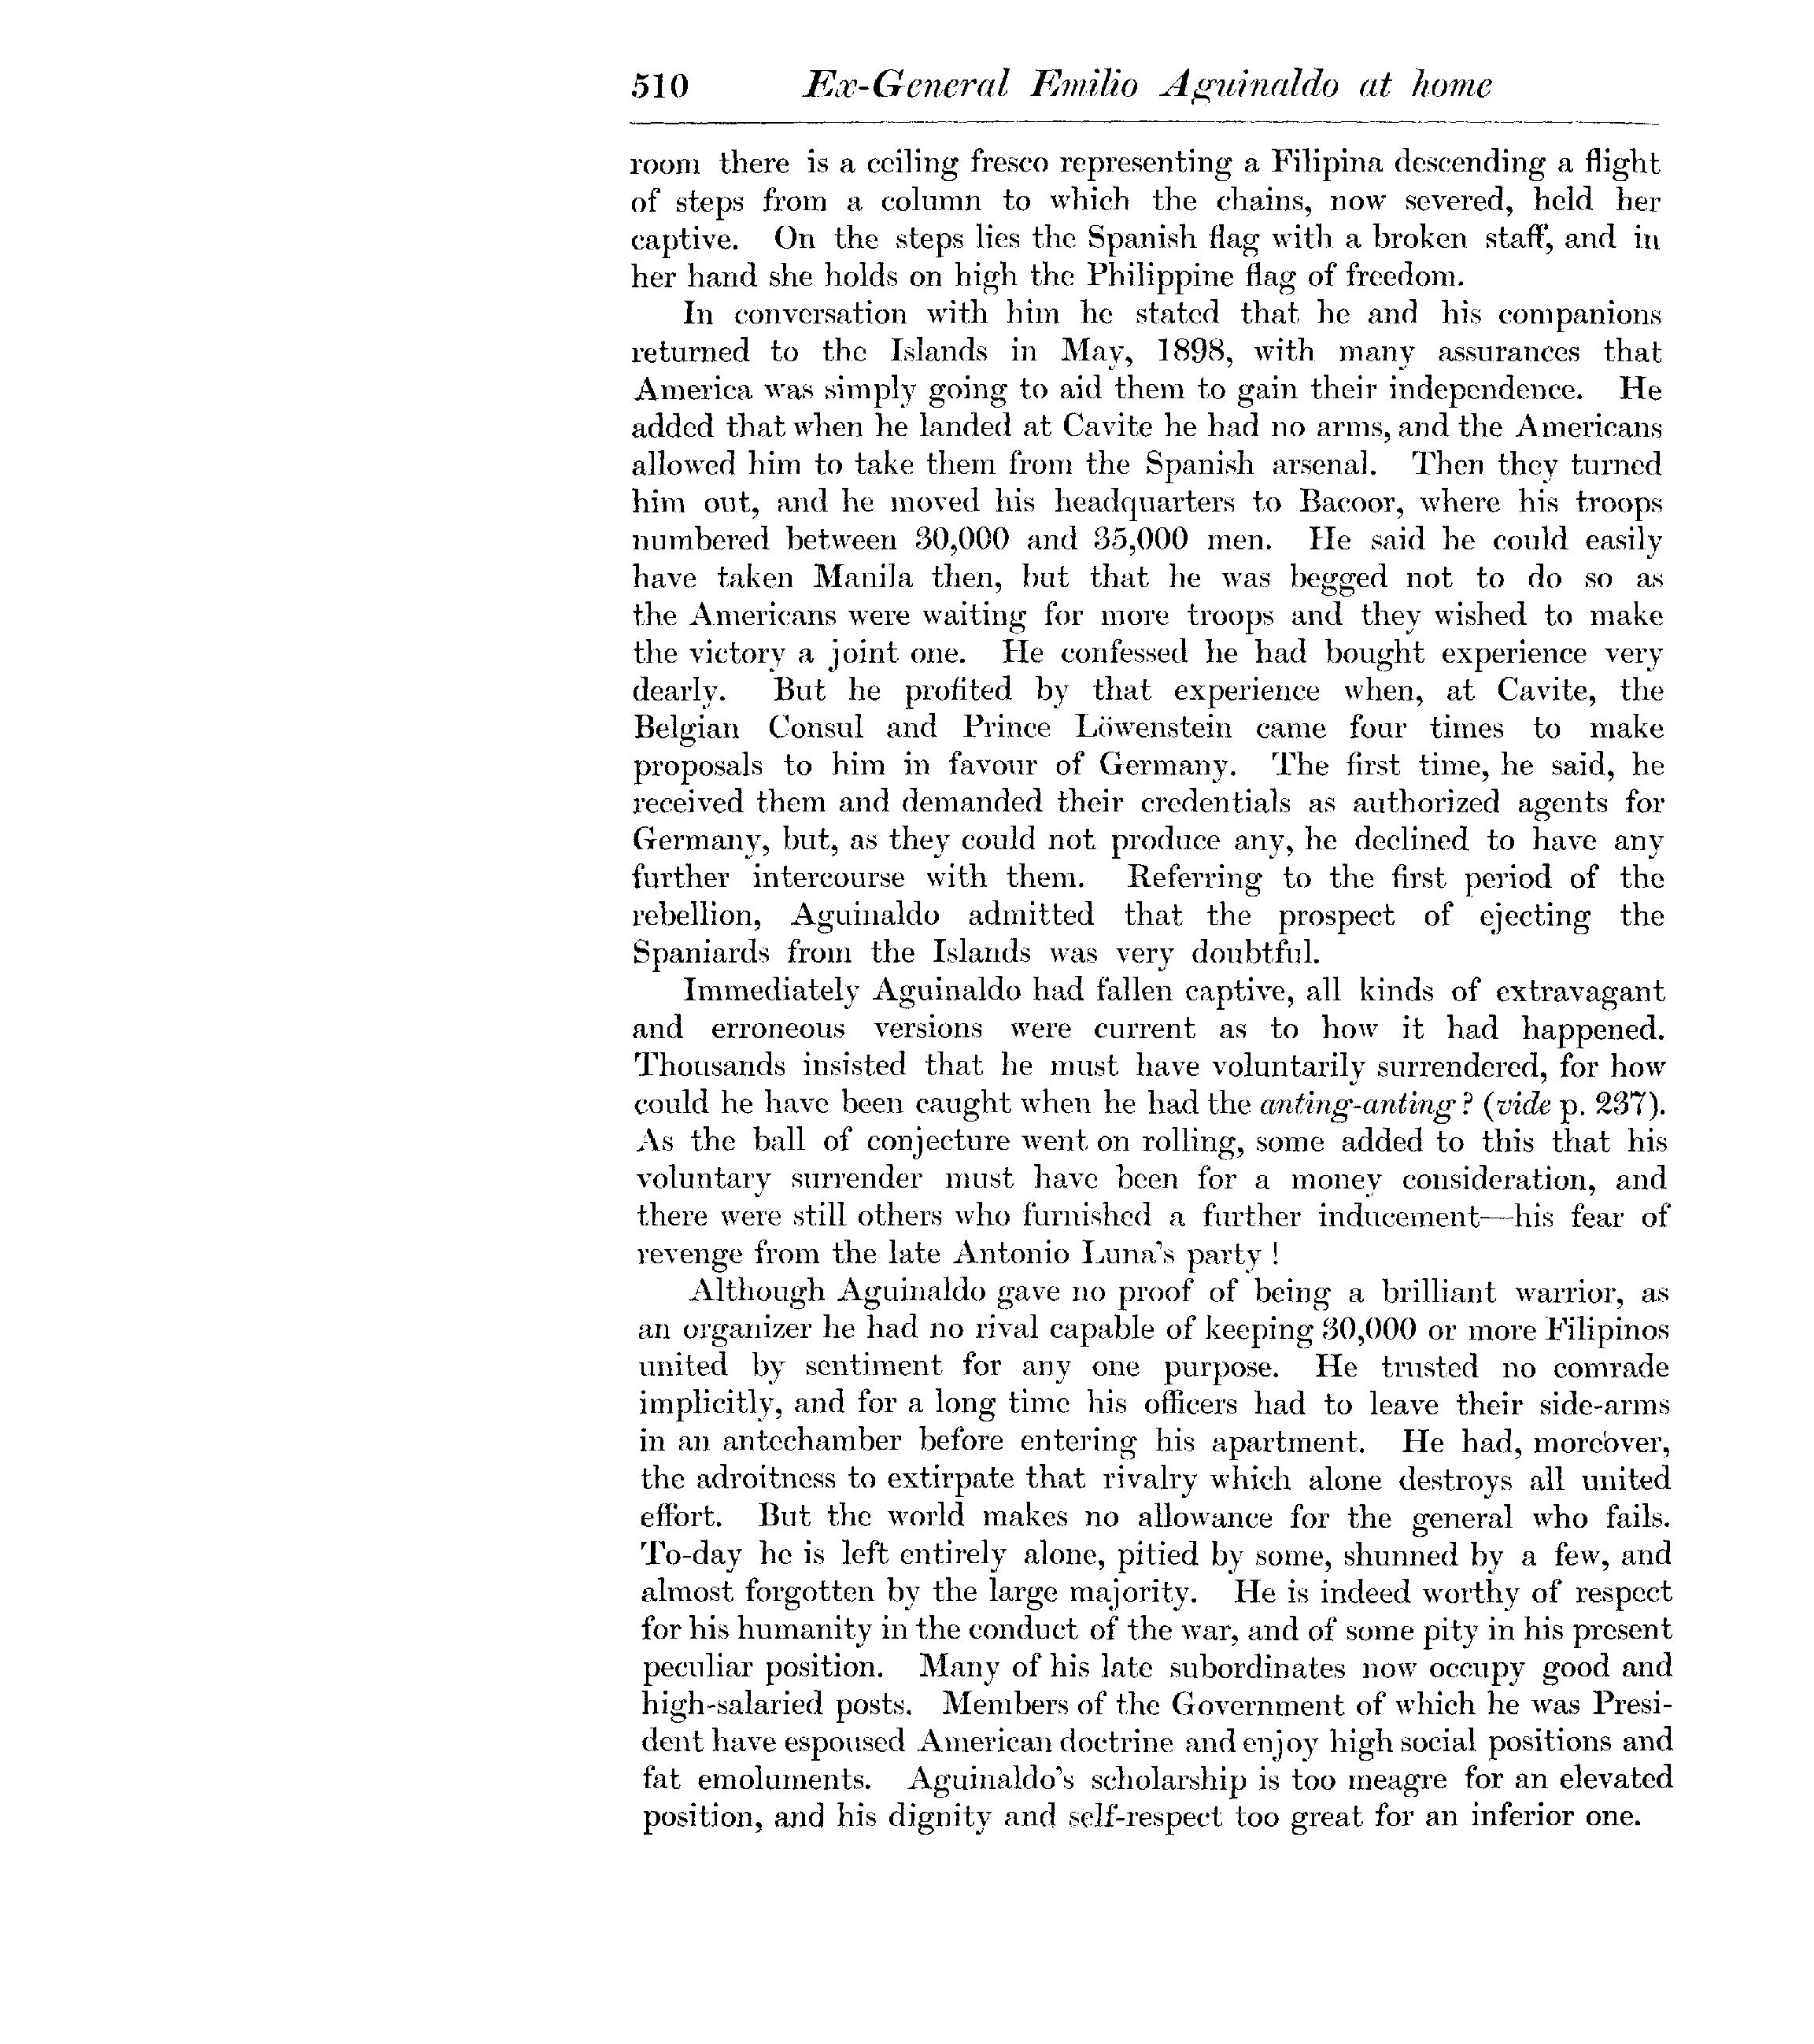 510 Ex-General Emilio Aguinaldo at home
room there is a ceiling fresco representing a Filipina descending a flight
of steps from a column to which the chains, now severed, held her
captive. On the steps lies the Spanish flag with a broken staff, and in
her hand she holds on high the Philippine flag of freedom.
In conversation with him he stated that he and his companions
returned to the Islands in May, 1898, with many assurances that
America was simply going to aid them to gain their independence. He
added that when he landed at Cavite he had no arms, and the Americans
allowed him to take them from the Spanish arsenal. Then they turned
him out, and he moved his headquarters to Bacoor, where his troops
numbered between 30,000 and 35,000 men. He said he could easily
have taken Manila then, but that he was begged not to do so as
the Americans were waiting for more troops and they wished to make
the victory a joint one. He confessed he had bought experience very
dearly. But he profited by that experience when, at Cavite, the
Belgian Consul and Prince Löwenstein came four times to make
proposals to him in favour of Germany. The first time, he said, he
received them and demanded their credentials as authorized agents for
Germany, but, as they could not produce any, he declined to have any
further intercourse with them. Referring to the first period of the
rebellion, Aguinaldo admitted that the prospect of ejecting the
Spaniards from the Islands was very doubtful.
Immediately Aguinaldo had fallen captive, all kinds of extravagant
and erroneous versions were current as to how it had happened.
Thousands insisted that he must have voluntarily surrendered, for how
could he have been caught when he had the anting-anting? (vide p. 237).
As the ball of conjecture went on rolling, some added to this that his
voluntary surrender must have been for a money consideration, and
there were still others who furnished a further inducement—his fear of
revenge from the late Antonio Luna's party!
Although Aguinaldo gave no proof of being a brilliant warrior, as
an organizer he had no rival capable of keeping 30,000 or more Filipinos
united by sentiment for any one purpose. He trusted no comrade
implicitly, and for a long time his officers had to leave their side-arms
in an antechamber before entering his apartment. He had, moreover,
the adroitness to extirpate that rivalry which alone destroys all united
effort. But the world makes no allowance for the general who fails.
To-day he is left entirely alone, pitied by some, shunned by a few, and
almost forgotten by the large majority. He is indeed worthy of respect
for his humanity in the conduct of the war, and of some pity in his present
peculiar position. Many of his late subordinates now occupy good and
high-salaried posts. Members of the Government of which he was Presi-
dent have espoused American doctrine and enjoy high social positions and
fat emoluments. Aguinaldo's scholarship is too meagre for an elevated
position, and his dignity and self-respect too great for an inferior one.